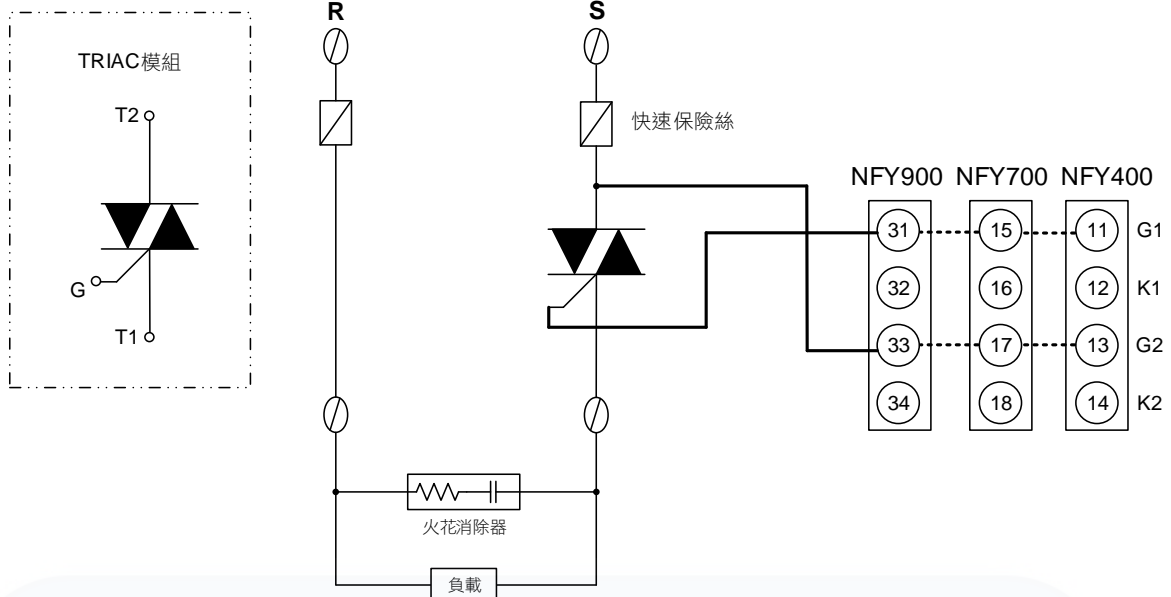 R
S
TRIAC模組
T2
G
T1
快速保險絲
NFY900 NFY700 NFY400
31 15 11 G1
32 16 12 K1
33 17 13 G2
34 18 14 K2
火花消除器
負載